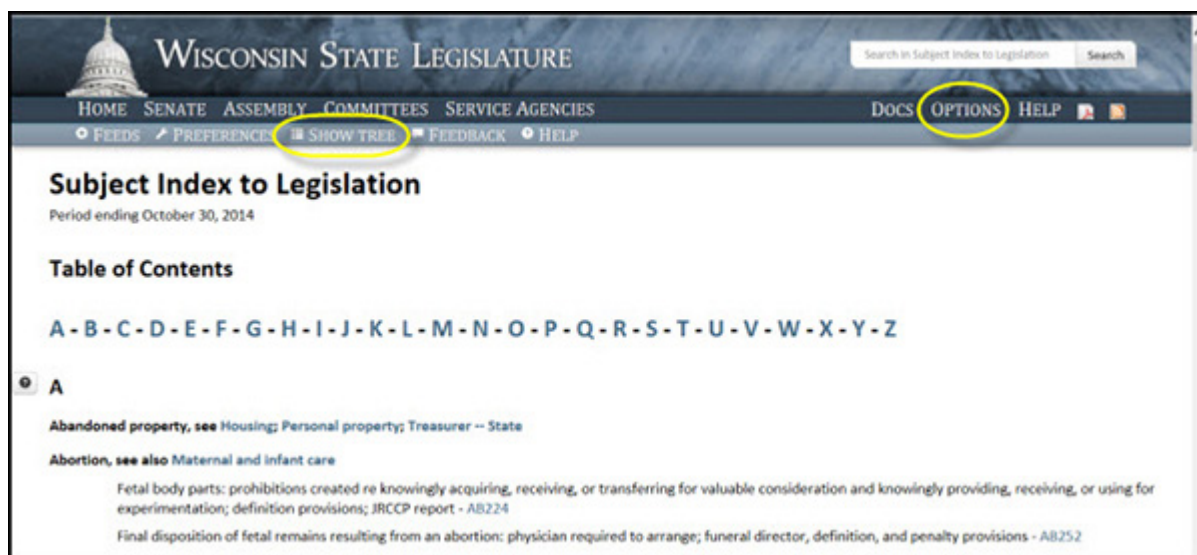 WISCONSIN STATE LEGISLATURE
Search in Subject Index to Legislation Search
HOME SENATE ASSEMBLY COMMITTEES SERVICE AGENCIES DOCS OPTIONS HELP
FEEDS PREFERENCES SHOW TREE FEEDBACK HELP
Subject Index to Legislation
Period ending October 30, 2014
Table of Contents
A - B - C - D - E - F - G - H - I - J - K - L - M - N - O - P - Q - R - S - T - U - V - W - X - Y - Z
A
Abandoned property, see Housing; Personal property; Treasurer -- State
Abortion, see also Maternal and infant care
Fetal body parts: prohibitions created re knowingly acquiring, receiving, or transferring for valuable consideration and knowingly providing, receiving, or using for
experimentation; definition provisions; JRCCP report - AB224
Final disposition of fetal remains resulting from an abortion: physician required to arrange; funeral director, definition, and penalty provisions - AB252